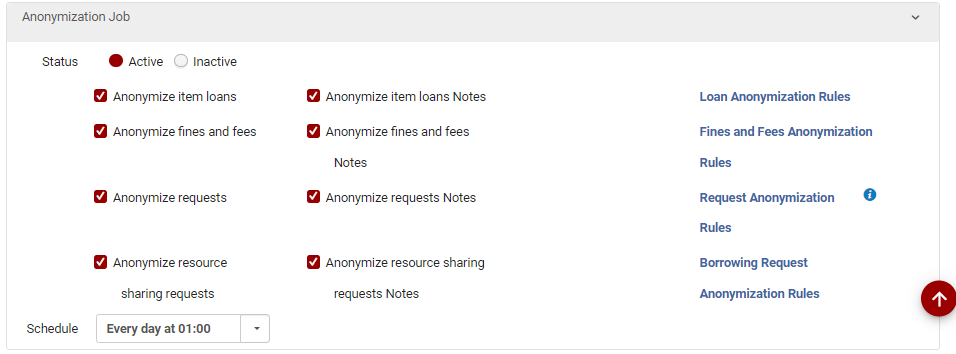 Anonymization Job
Status Active Inactive
Anonymize item loans Anonymize item loans Notes Loan Anonymization Rules
Anonymize fines and fees Anonymize fines and fees Fines and Fees Anonymization
Notes Rules
Anonymize requests Anonymize requests Notes Request Anonymization
Rules
Anonymize resource Anonymize resource sharing Borrowing Request
sharing requests requests Notes Anonymization Rules
Schedule Every day at 01:00